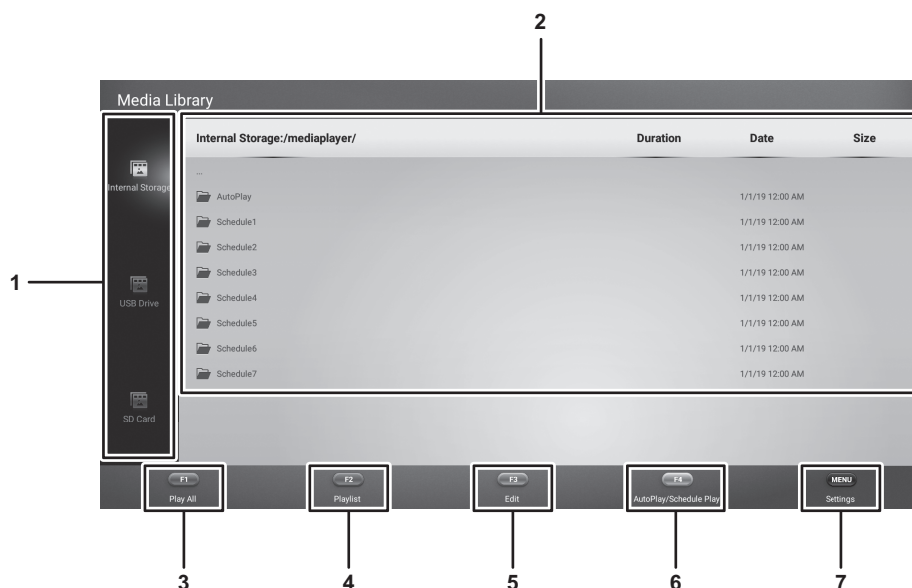 2
Media Library
Internal Storage:/mediaplayer/ Duration Date Size
...
Internal Storage
AutoPlay 1/1/19 12:00 AM
Schedule1 1/1/19 12:00 AM
Schedule2 1/1/19 12:00 AM
Schedule3 1/1/19 12:00 AM
1
USB Drive
Schedule4 1/1/19 12:00 AM
Schedule5 1/1/19 12:00 AM
Schedule6 1/1/19 12:00 AM
Schedule7 1/1/19 12:00 AM
SD Card
F1 F2 F3 F4 MENU
Play All Playlist Edit AutoPlay/Schedule Play Settings
3 4 5 6 7